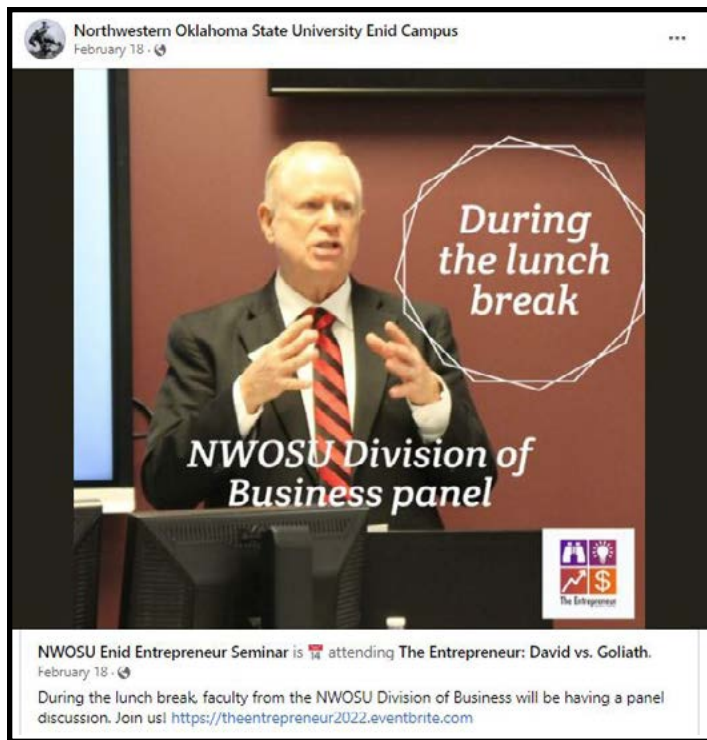 Northwestern Oklahoma State University Enid Campus
February 18 ·
...
During
the lunch
break
NWOSU Division of
Business panel
The Entrepreneur
NWOSU Enid Entrepreneur Seminar is 📅 attending The Entrepreneur: David vs. Goliath.
February 18 ·
During the lunch break, faculty from the NWOSU Division of Business will be having a panel
discussion. Join us! https://theentrepreneur2022.eventbrite.com